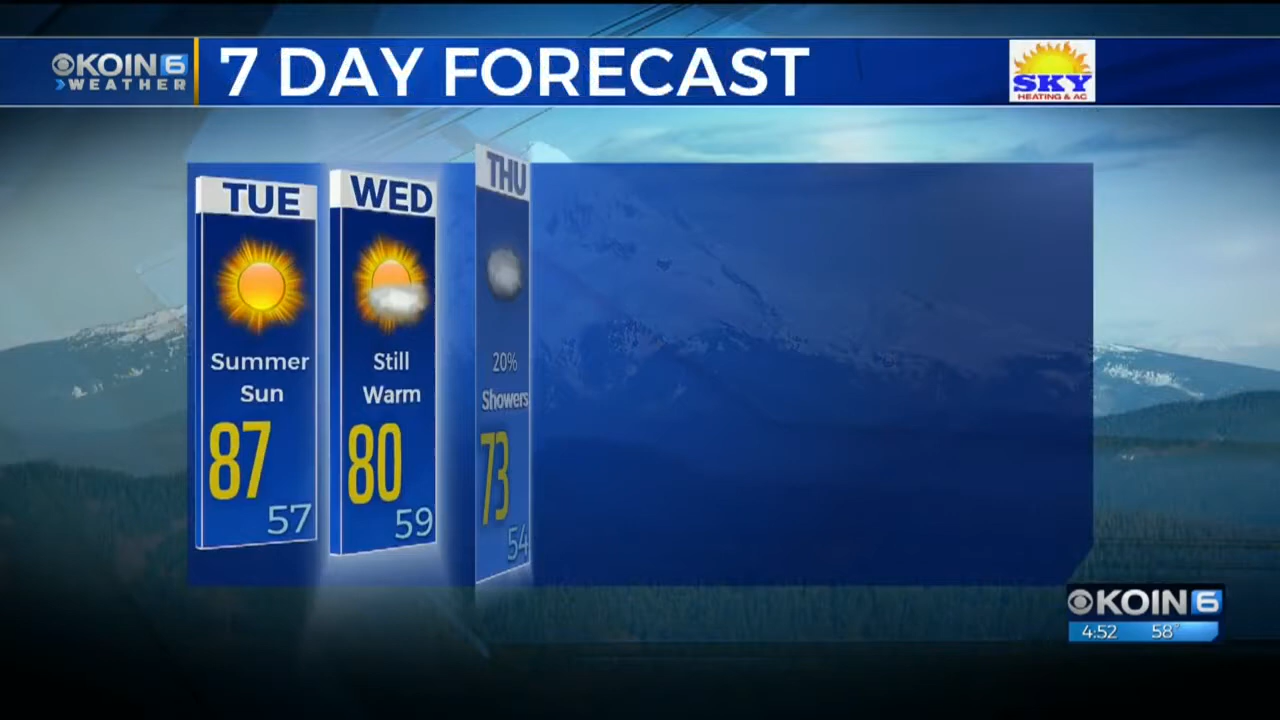 KOIN 6
WEATHER
7 DAY FORECAST
SKY
HEATING & AC
TUE
Summer
Sun
87
57
WED
Still
Warm
80
59
THU
20%
Showers
73
54
KOIN 6
4:52 58°